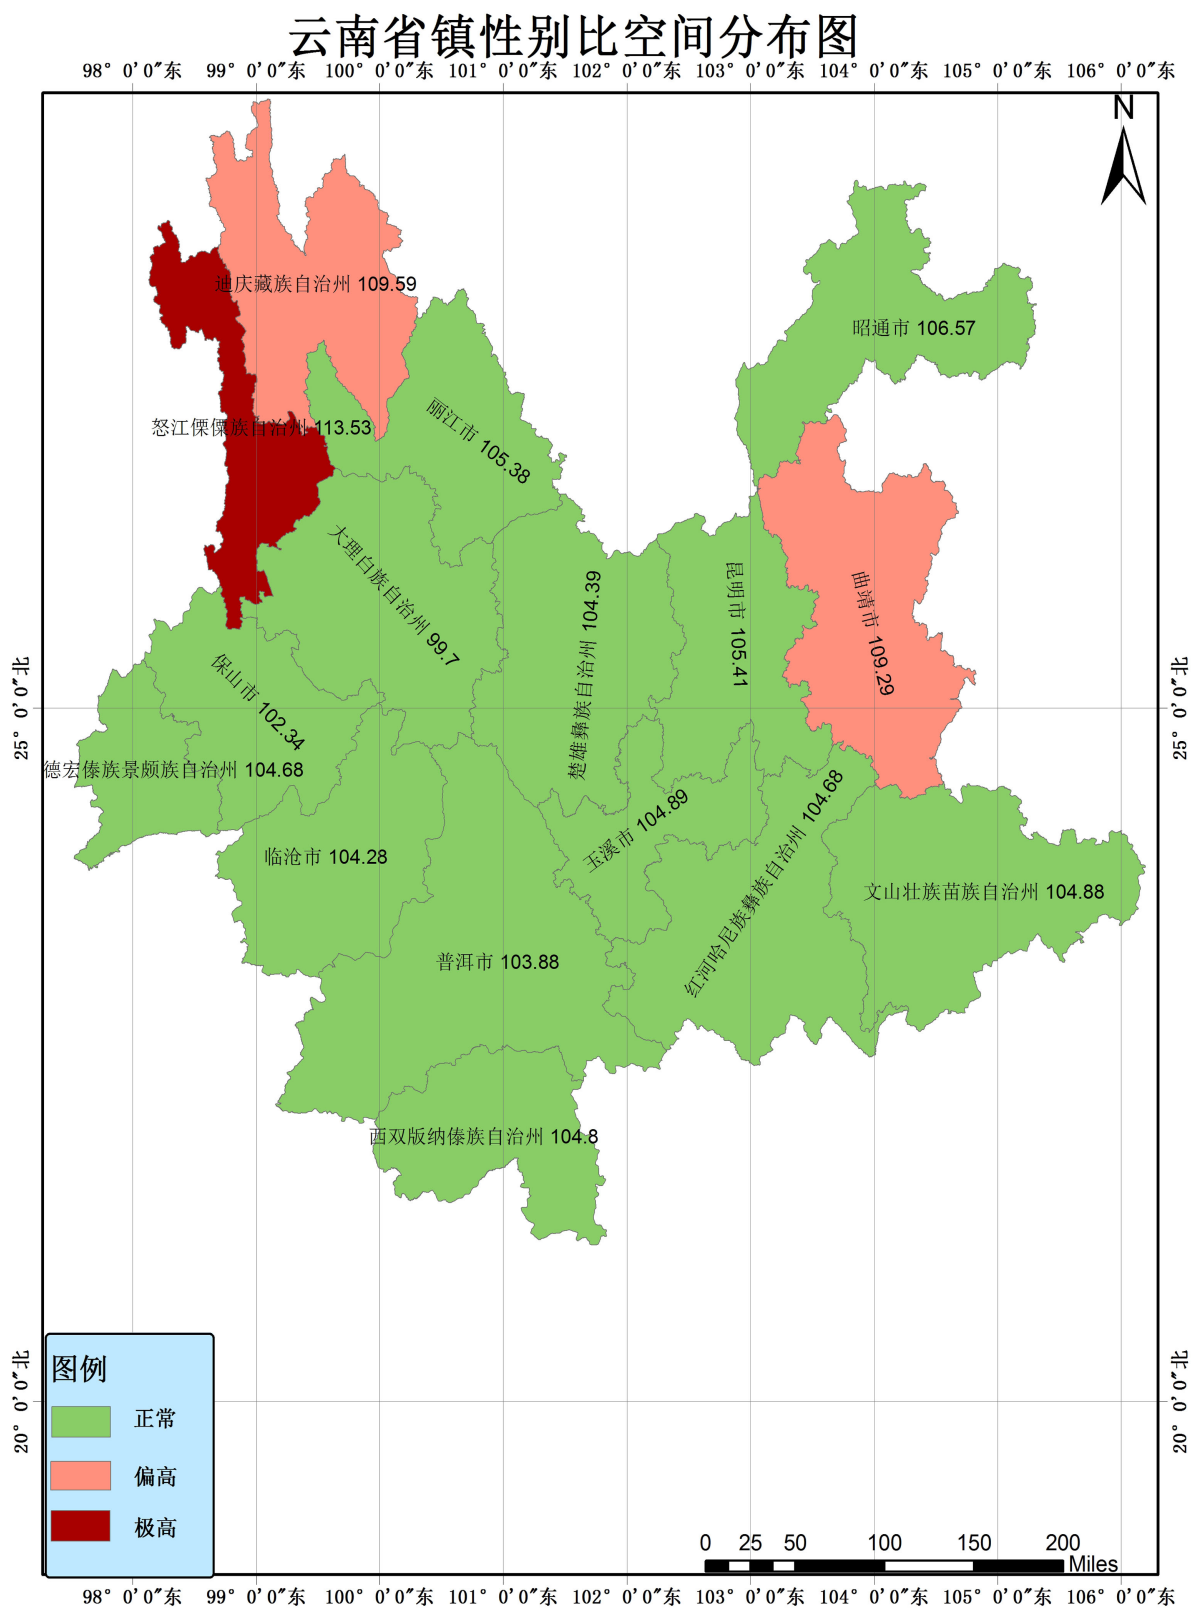 云南省镇性别比空间分布图
98° 0′0″东 99° 0′0″东 100° 0′0″东 101° 0′0″东 102° 0′0″东 103° 0′0″东 104° 0′0″东 105° 0′0″东 106° 0′0″东
N
迪庆藏族自治州 109.59
昭通市 106.57
怒江傈僳族自治州 113.53
丽江市 105.38
大理白族自治州 99.7
楚雄彝族自治州 104.39
昆明市 105.41
曲靖市 109.29
保山市 102.34
25° 0′0″北
25° 0′0″北
德宏傣族景颇族自治州 104.68
玉溪市 104.89
红河哈尼族彝族自治州 104.68
临沧市 104.28
文山壮族苗族自治州 104.88
普洱市 103.88
西双版纳傣族自治州 104.8
20° 0′0″北
20° 0′0″北
图例
正常
偏高
极高
0 25 50 100 150 200
Miles
98° 0′0″东 99° 0′0″东 100° 0′0″东 101° 0′0″东 102° 0′0″东 103° 0′0″东 104° 0′0″东 105° 0′0″东 106° 0′0″东